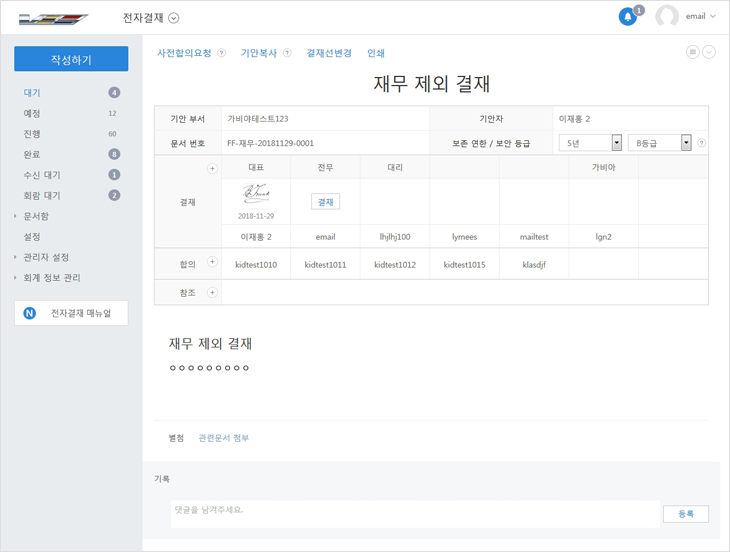 전자결재
1
email
작성하기
대기 4
예정 12
진행 60
완료 8
수신 대기 1
회람 대기 2
문서함
설정
관리자 설정
회계 정보 관리
N 전자결재 매뉴얼
사전합의요청 ? 기안복사 ? 결재선변경 인쇄
재무 제외 결재
기안 부서 가비아테스트123 기안자 이재홍 2
문서 번호 FF-재무-20181129-0001 보존 연한 / 보안 등급 5년 B등급 ?
결재 +
대표 전무 대리 가비아
2018-11-29 결재
이재홍 2 email lhjlhj100 lymees mailtest lgn2
합의 + kidtest1010 kidtest1011 kidtest1012 kidtest1015 klasdjf
참조 +
재무 제외 결재
ㅇㅇㅇㅇㅇㅇㅇㅇㅇ
별첨 관련문서 첨부
기록
댓글을 남겨주세요. 등록